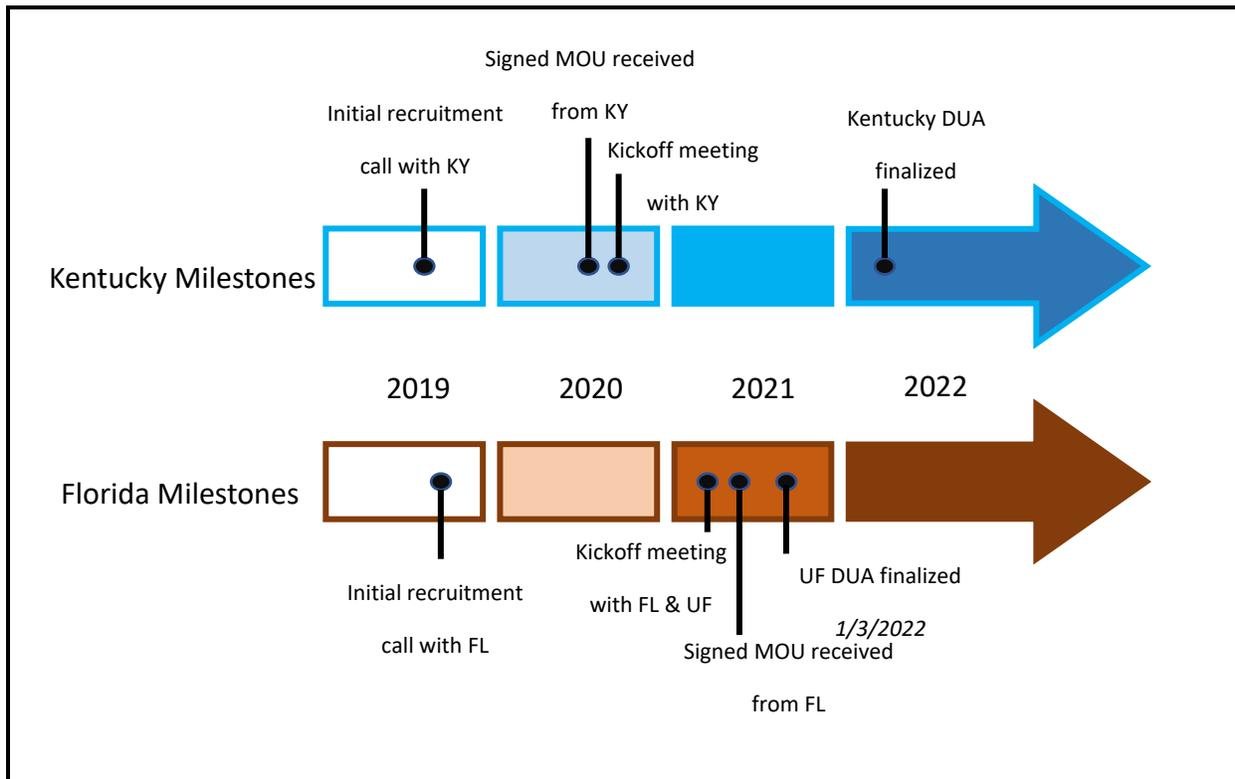 Signed MOU received
from KY
Initial recruitment
call with KY
Kickoff meeting
with KY
Kentucky DUA
finalized
Kentucky Milestones
2019
2020
2021
2022
Florida Milestones
Initial recruitment
call with FL
Kickoff meeting
with FL & UF
Signed MOU received
from FL
UF DUA finalized
1/3/2022